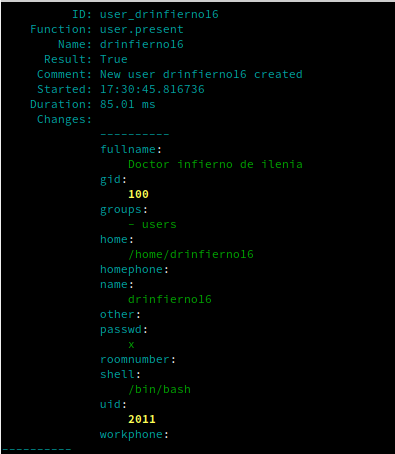 ID: user_drinfierno16
Function: user.present
Name: drinfierno16
Result: True
Comment: New user drinfierno16 created
Started: 17:30:45.816736
Duration: 85.01 ms
Changes:
----------
fullname:
Doctor infierno de ilenia
gid:
100
groups:
- users
home:
/home/drinfierno16
homephone:
name:
drinfierno16
other:
passwd:
x
roomnumber:
shell:
/bin/bash
uid:
2011
workphone:
----------